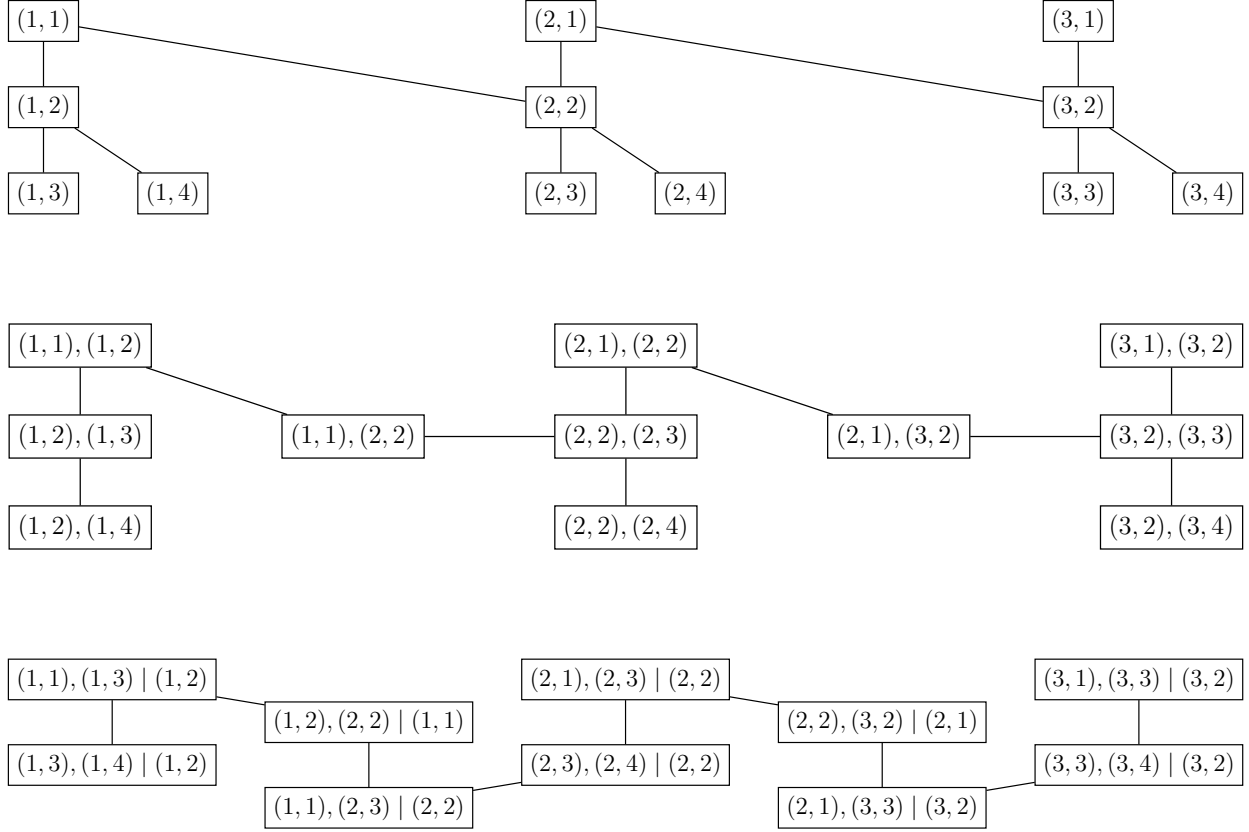 (1, 1) (2, 1) (3, 1)
(1, 2) (2, 2) (3, 2)
(1, 3) (1, 4) (2, 3) (2, 4) (3, 3) (3, 4)
(1, 1), (1, 2) (2, 1), (2, 2) (3, 1), (3, 2)
(1, 2), (1, 3) (1, 1), (2, 2) (2, 2), (2, 3) (2, 1), (3, 2) (3, 2), (3, 3)
(1, 2), (1, 4) (2, 2), (2, 4) (3, 2), (3, 4)
(1, 1), (1, 3) | (1, 2) (2, 1), (2, 3) | (2, 2) (3, 1), (3, 3) | (3, 2)
(1, 2), (2, 2) | (1, 1) (2, 2), (3, 2) | (2, 1)
(1, 3), (1, 4) | (1, 2) (2, 3), (2, 4) | (2, 2) (3, 3), (3, 4) | (3, 2)
(1, 1), (2, 3) | (2, 2) (2, 1), (3, 3) | (3, 2)